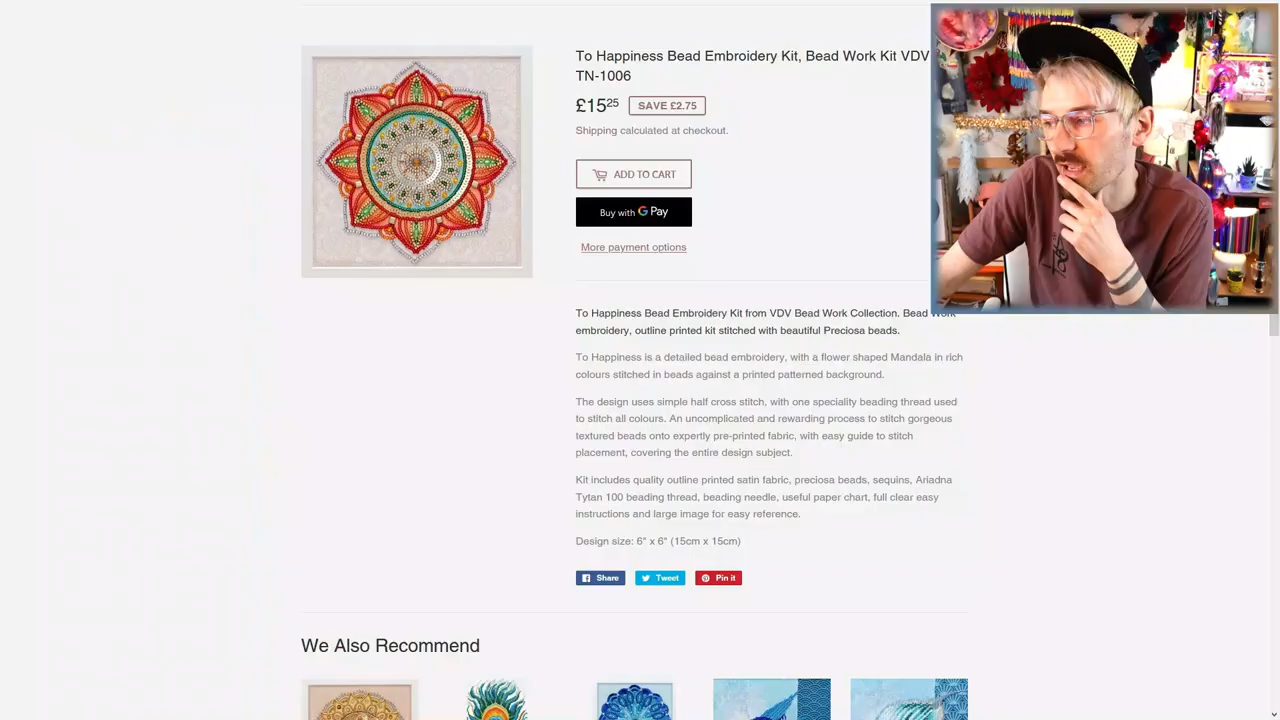 To Happiness Bead Embroidery Kit, Bead Work Kit VDV
TN-1006
£15.25 SAVE £2.75
Shipping calculated at checkout.
ADD TO CART
Buy with G Pay
More payment options
To Happiness Bead Embroidery Kit from VDV Bead Work Collection. Bead Work
embroidery, outline printed kit stitched with beautiful Preciosa beads.
To Happiness is a detailed bead embroidery, with a flower shaped Mandala in rich
colours stitched in beads against a printed patterned background.
The design uses simple half cross stitch, with one speciality beading thread used
to stitch all colours. An uncomplicated and rewarding process to stitch gorgeous
textured beads onto expertly pre-printed fabric, with easy guide to stitch
placement, covering the entire design subject.
Kit includes quality outline printed satin fabric, preciosa beads, sequins, Ariadna
Tytan 100 beading thread, beading needle, useful paper chart, full clear easy
instructions and large image for easy reference.
Design size: 6" x 6" (15cm x 15cm)
Share Tweet Pin it
We Also Recommend